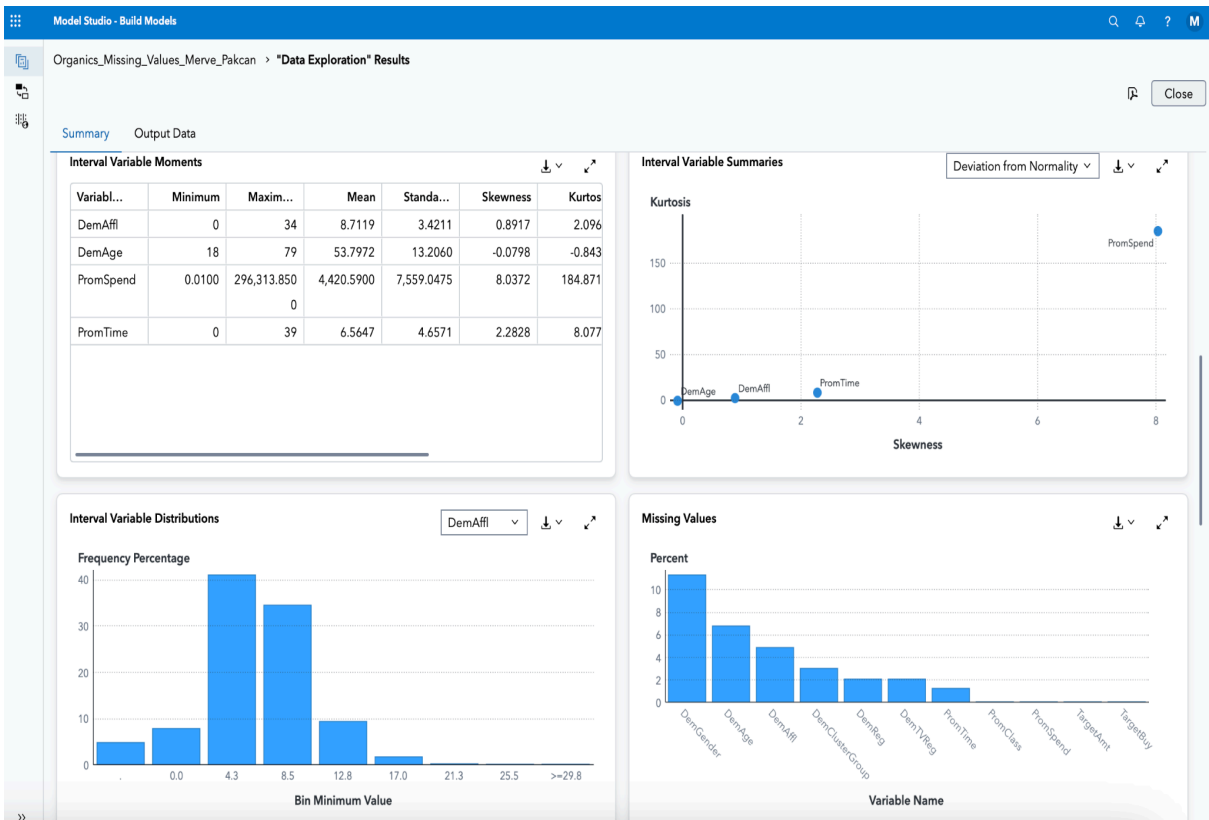 Model Studio - Build Models
? M
Organics_Missing_Values_Merve_Pakcan > "Data Exploration" Results
Close
Summary Output Data
Interval Variable Moments
Variabl... Minimum Maxim... Mean Standa... Skewness Kurtos
DemAffl 0 34 8.7119 3.4211 0.8917 2.096
DemAge 18 79 53.7972 13.2060 -0.0798 -0.843
PromSpend 0.0100 296,313.850 4,420.5900 7,559.0475 8.0372 184.871
0
PromTime 0 39 6.5647 4.6571 2.2828 8.077
Interval Variable Summaries
Deviation from Normality
Kurtosis
PromSpend
150
100
50
DemAge DemAffl PromTime
0
0 2 4 6 8
Skewness
Interval Variable Distributions
DemAffl
Frequency Percentage
40
30
20
10
0
. 0.0 4.3 8.5 12.8 17.0 21.3 25.5 >=29.8
Bin Minimum Value
Missing Values
Percent
10
8
6
4
2
0
DemGender DemAge DemAffl DemClusterGroup DemReg DemTVReg PromTime PromClass PromSpend TargetAmt TargetBuy
Variable Name